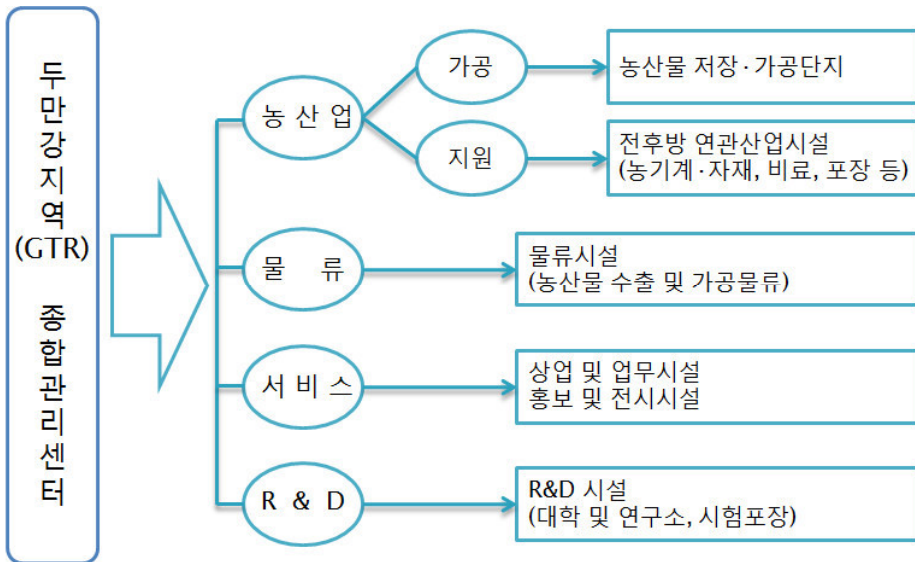 두만강지역
(GTR)
종합관리센터
농 산 업
가공
농산물 저장·가공단지
지원
전후방 연관산업시설
(농기계·자재, 비료, 포장 등)
물 류
물류시설
(농산물 수출 및 가공물류)
서 비 스
상업 및 업무시설
홍보 및 전시시설
R & D
R&D 시설
(대학 및 연구소, 시험포장)